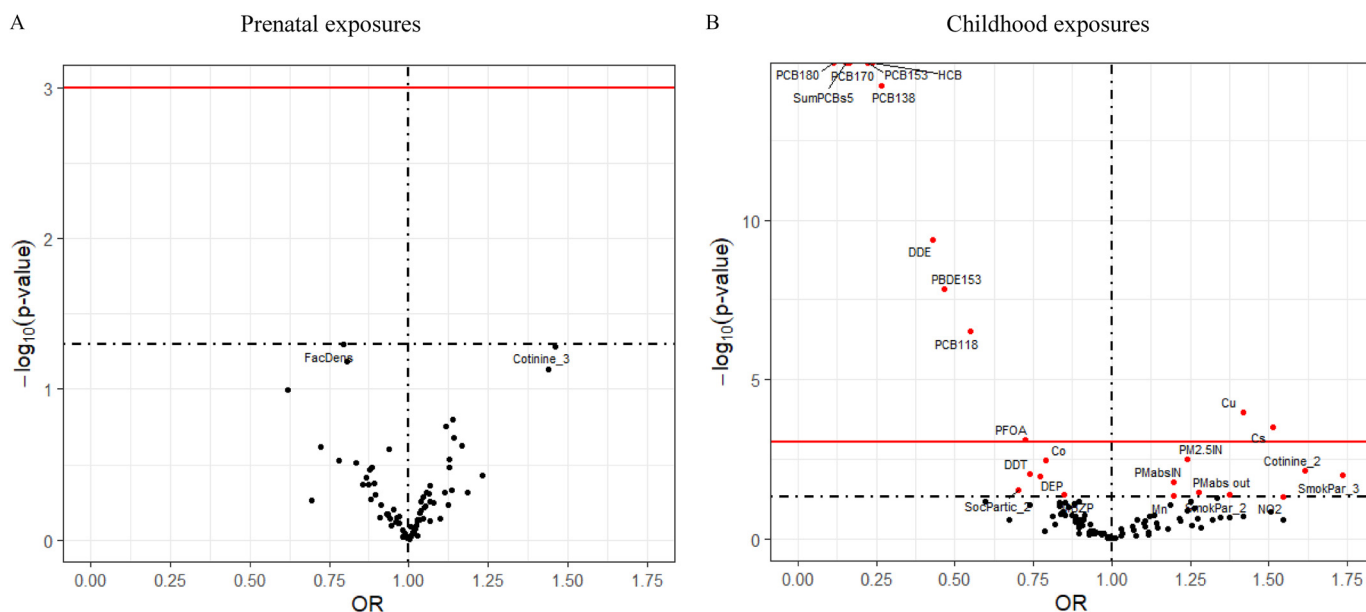 A Prenatal exposures
B Childhood exposures
3
2
1
0
−log10(p-value)
FacDens
Cotinine_3
0.00 0.25 0.50 0.75 1.00 1.25 1.50 1.75
OR
PCB180 PCB170 PCB153 HCB
SumPCBs5 PCB138
10
5
0
−log10(p-value)
DDE
PBDE153
PCB118
Cu
PFOA
Cs
Co
PM2.5IN
DDT
Cotinine_2
PMabsIN
DEP
PMabs out
SmokPar_3
SocPartic_2
Mn
SmokPar_2
NO2
0.00 0.25 0.50 0.75 1.00 1.25 1.50 1.75
OR